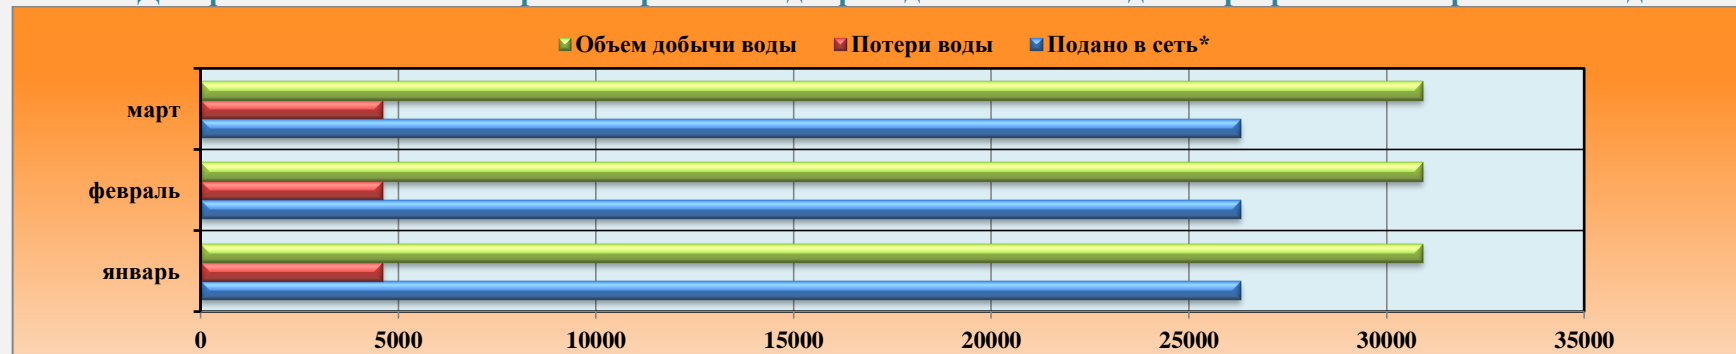 Объем добычи воды Потери воды Подано в сеть*
март
февраль
январь
0 5000 10000 15000 20000 25000 30000 35000